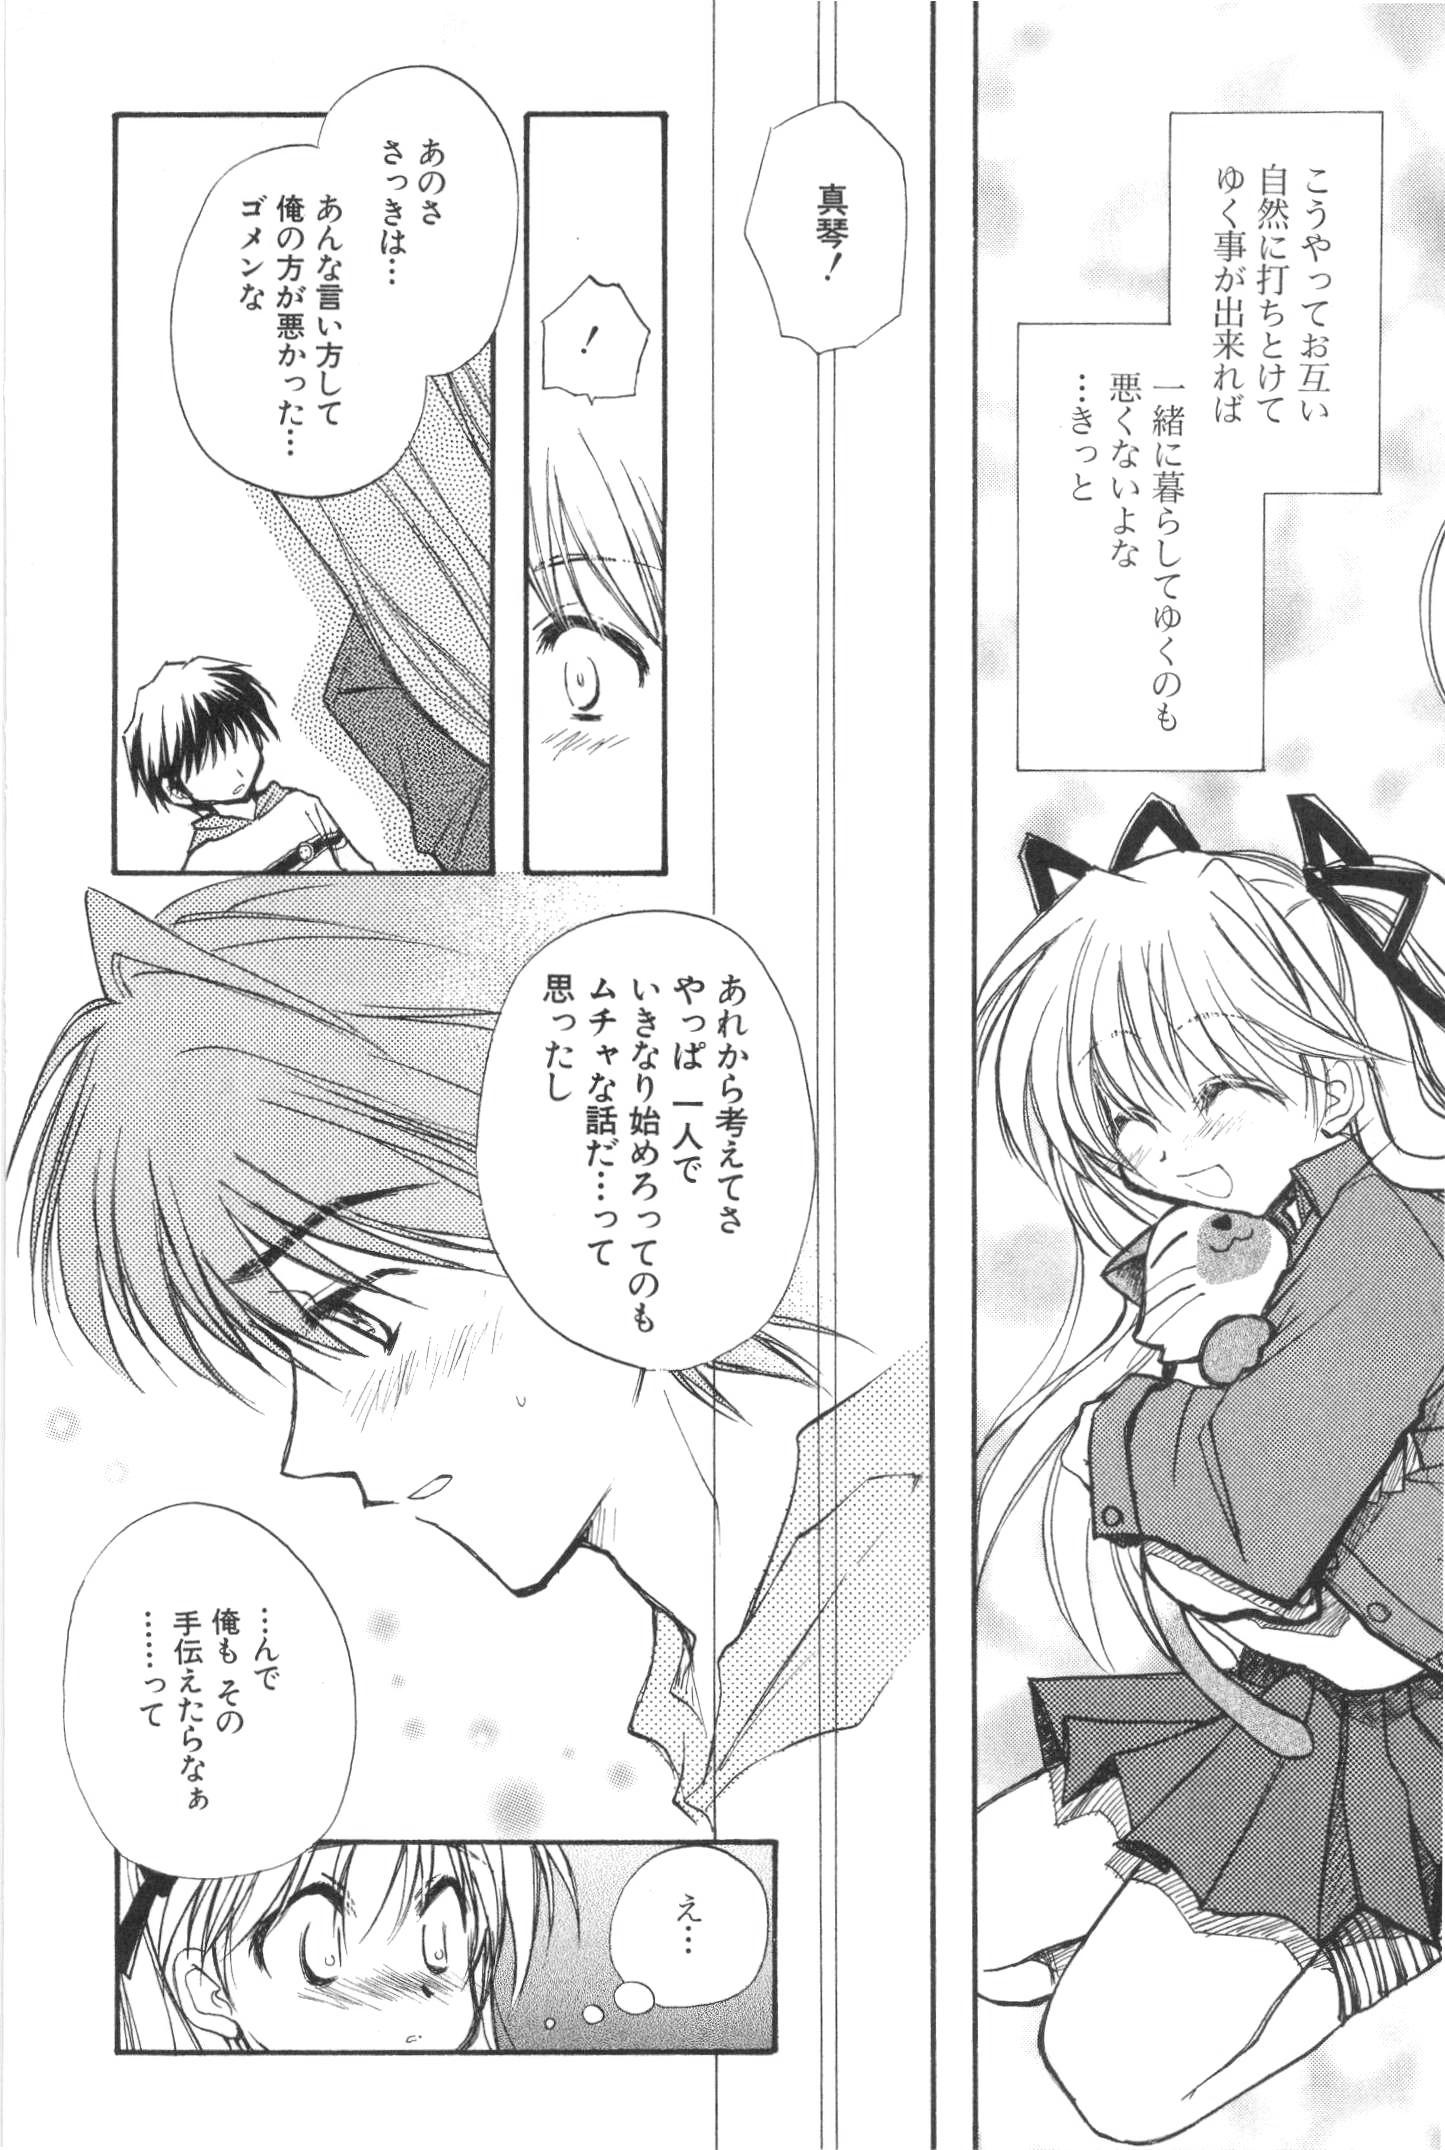 こうやってお互い
自然に打ちとけて
ゆく事が出来れば
一緒に暮らしてゆくのも
悪くないよな
…きっと
真琴！
！
あのさ
さっきは…
あんな言い方して
俺の方が悪かった…
ゴメンな
あれから考えてさ
やっぱ 一人で
いきなり始めろってのも
ムチャな話だ…って
思ったし
…んで
俺も その
手伝えたらなぁ
……って
え…